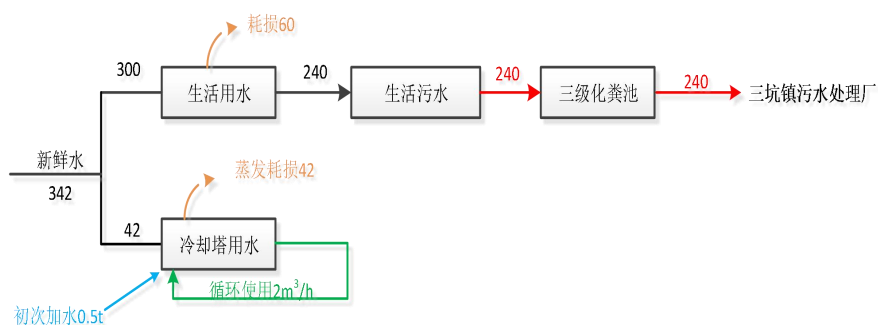 耗损60
300
生活用水
240
生活污水
240
三级化粪池
240
三坑镇污水处理厂
新鲜水
342
蒸发耗损42
42
冷却塔用水
循环使用2m³/h
初次加水0.5t